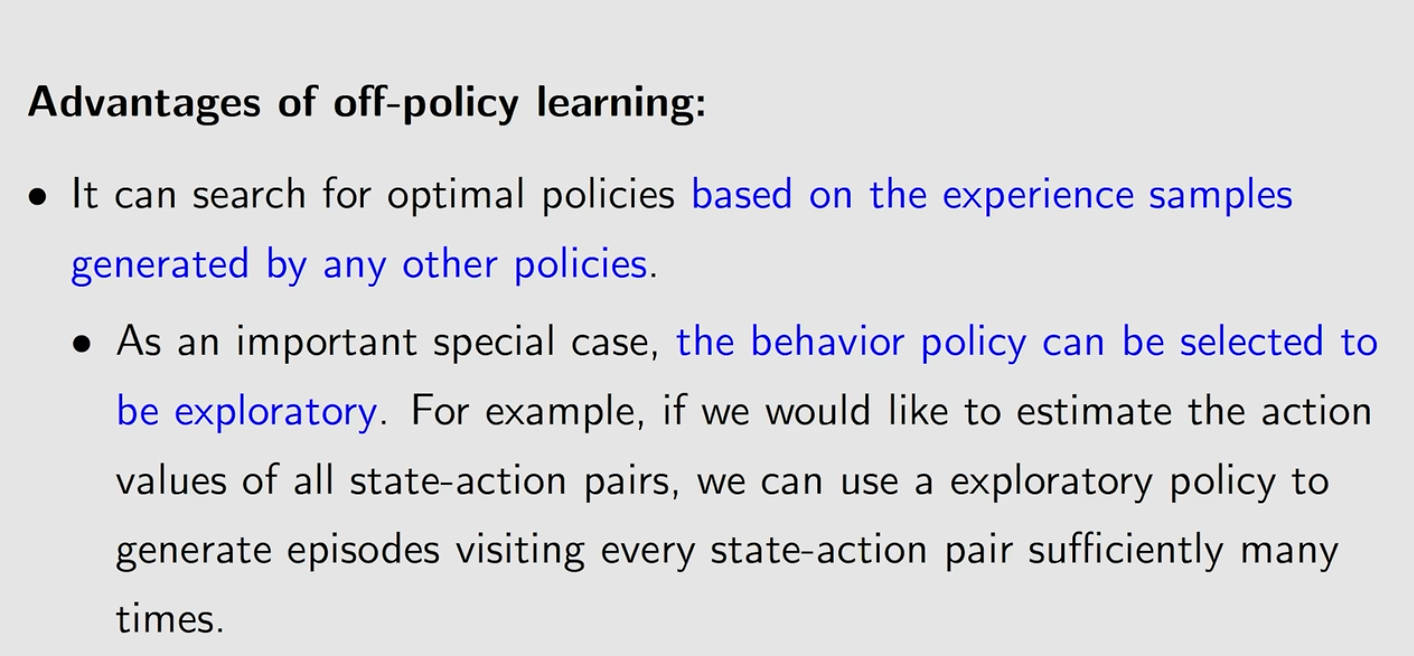 Advantages of off-policy learning:
• It can search for optimal policies based on the experience samples
generated by any other policies.
• As an important special case, the behavior policy can be selected to
be exploratory. For example, if we would like to estimate the action
values of all state-action pairs, we can use a exploratory policy to
generate episodes visiting every state-action pair sufficiently many
times.